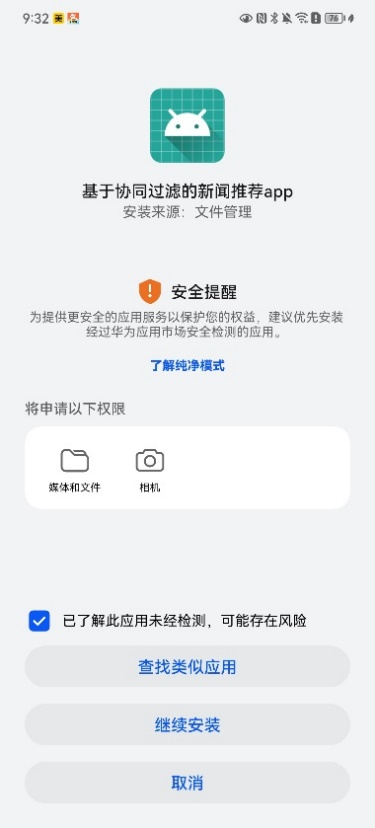 9:32
76
基于协同过滤的新闻推荐app
安装来源：文件管理
安全提醒
为提供更安全的应用服务以保护您的权益，建议优先安装
经过华为应用市场安全检测的应用。
了解纯净模式
将申请以下权限
媒体和文件
相机
已了解此应用未经检测，可能存在风险
查找类似应用
继续安装
取消